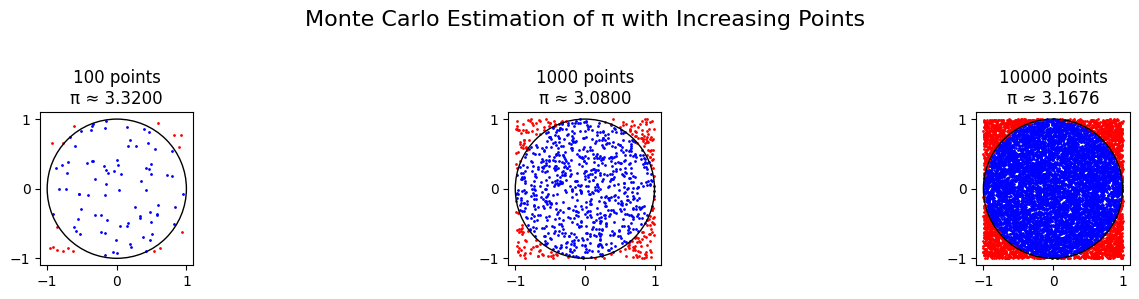 Monte Carlo Estimation of π with Increasing Points
100 points
π ≈ 3.3200
1
0
−1
−1
0
1
1000 points
π ≈ 3.0800
1
0
−1
−1
0
1
10000 points
π ≈ 3.1676
1
0
−1
−1
0
1